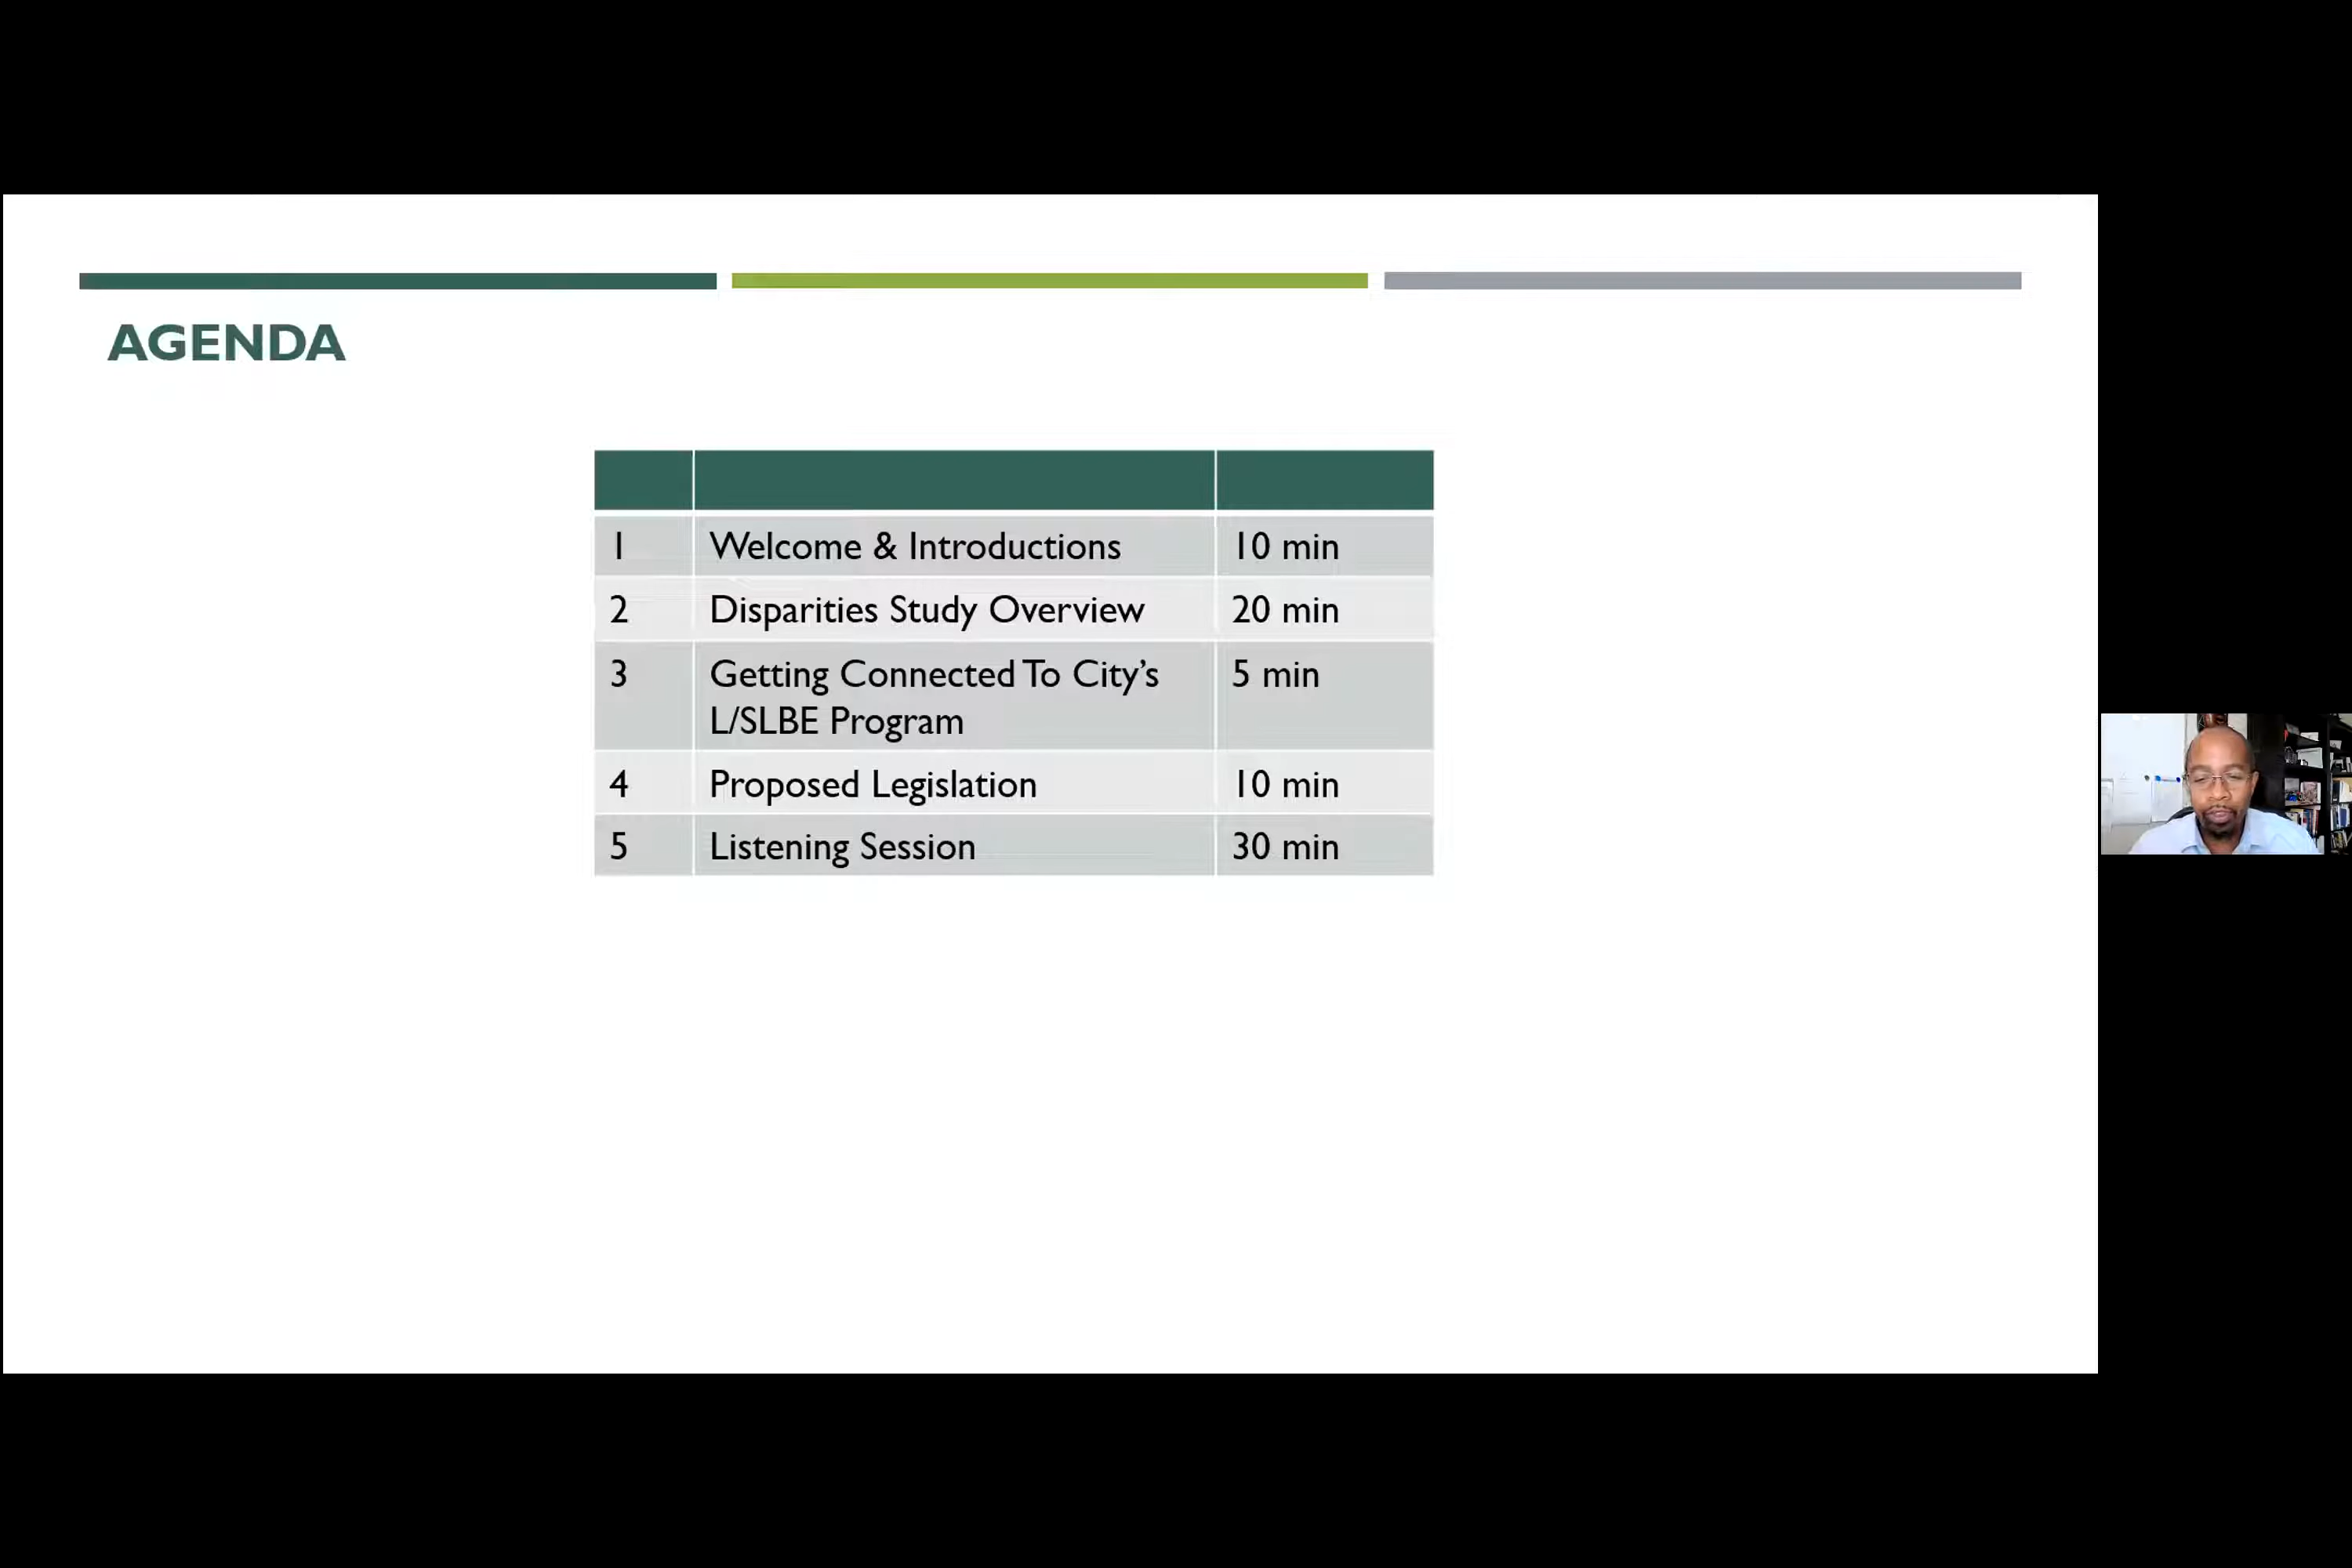 AGENDA
1 Welcome & Introductions 10 min
2 Disparities Study Overview 20 min
3 Getting Connected To City’s 5 min
L/SLBE Program
4 Proposed Legislation 10 min
5 Listening Session 30 min